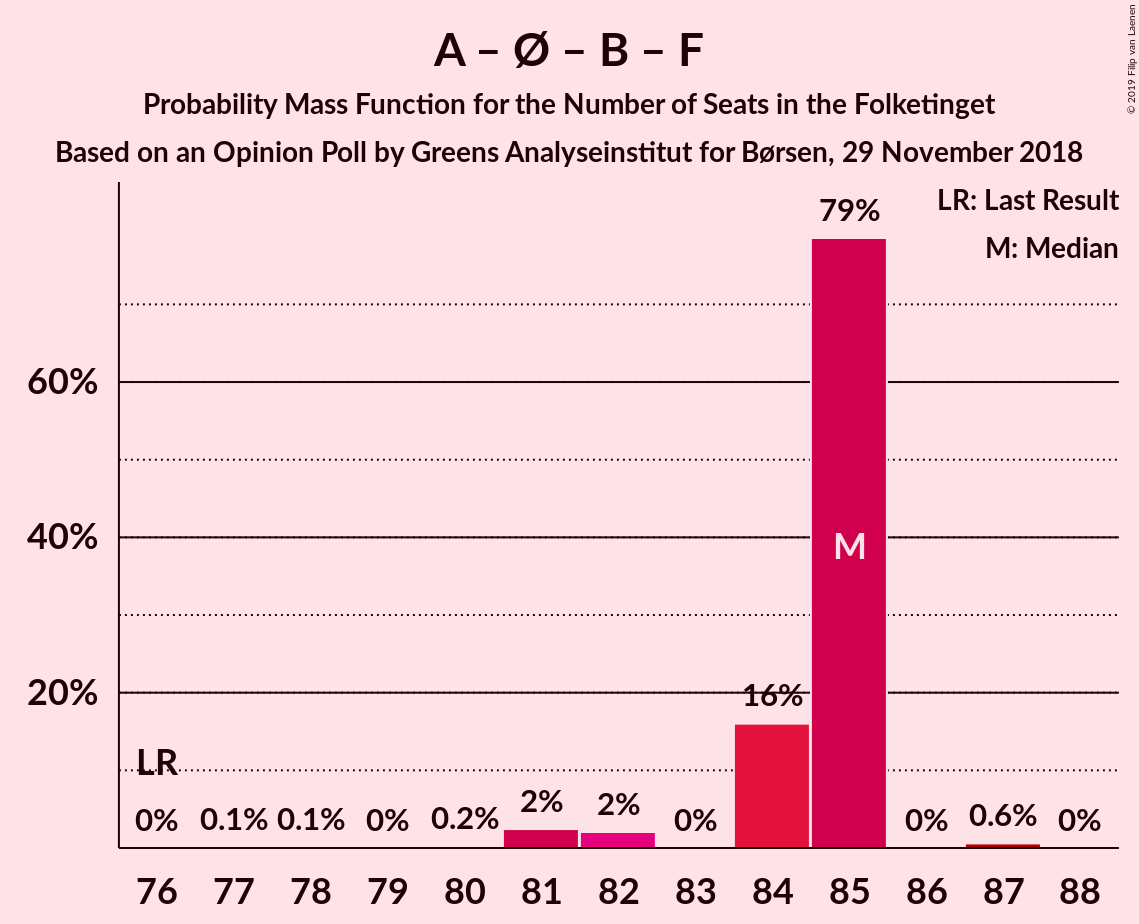 A – Ø – B – F
Probability Mass Function for the Number of Seats in the Folketinget
Based on an Opinion Poll by Greens Analyseinstitut for Børsen, 29 November 2018
© 2019 Filip van Laenen
LR: Last Result
M: Median
79%
60%
40%
M
20%
16%
LR
0% 0.1% 0.1% 0% 0.2% 2% 2% 0% 0% 0.6% 0%
76 77 78 79 80 81 82 83 84 85 86 87 88